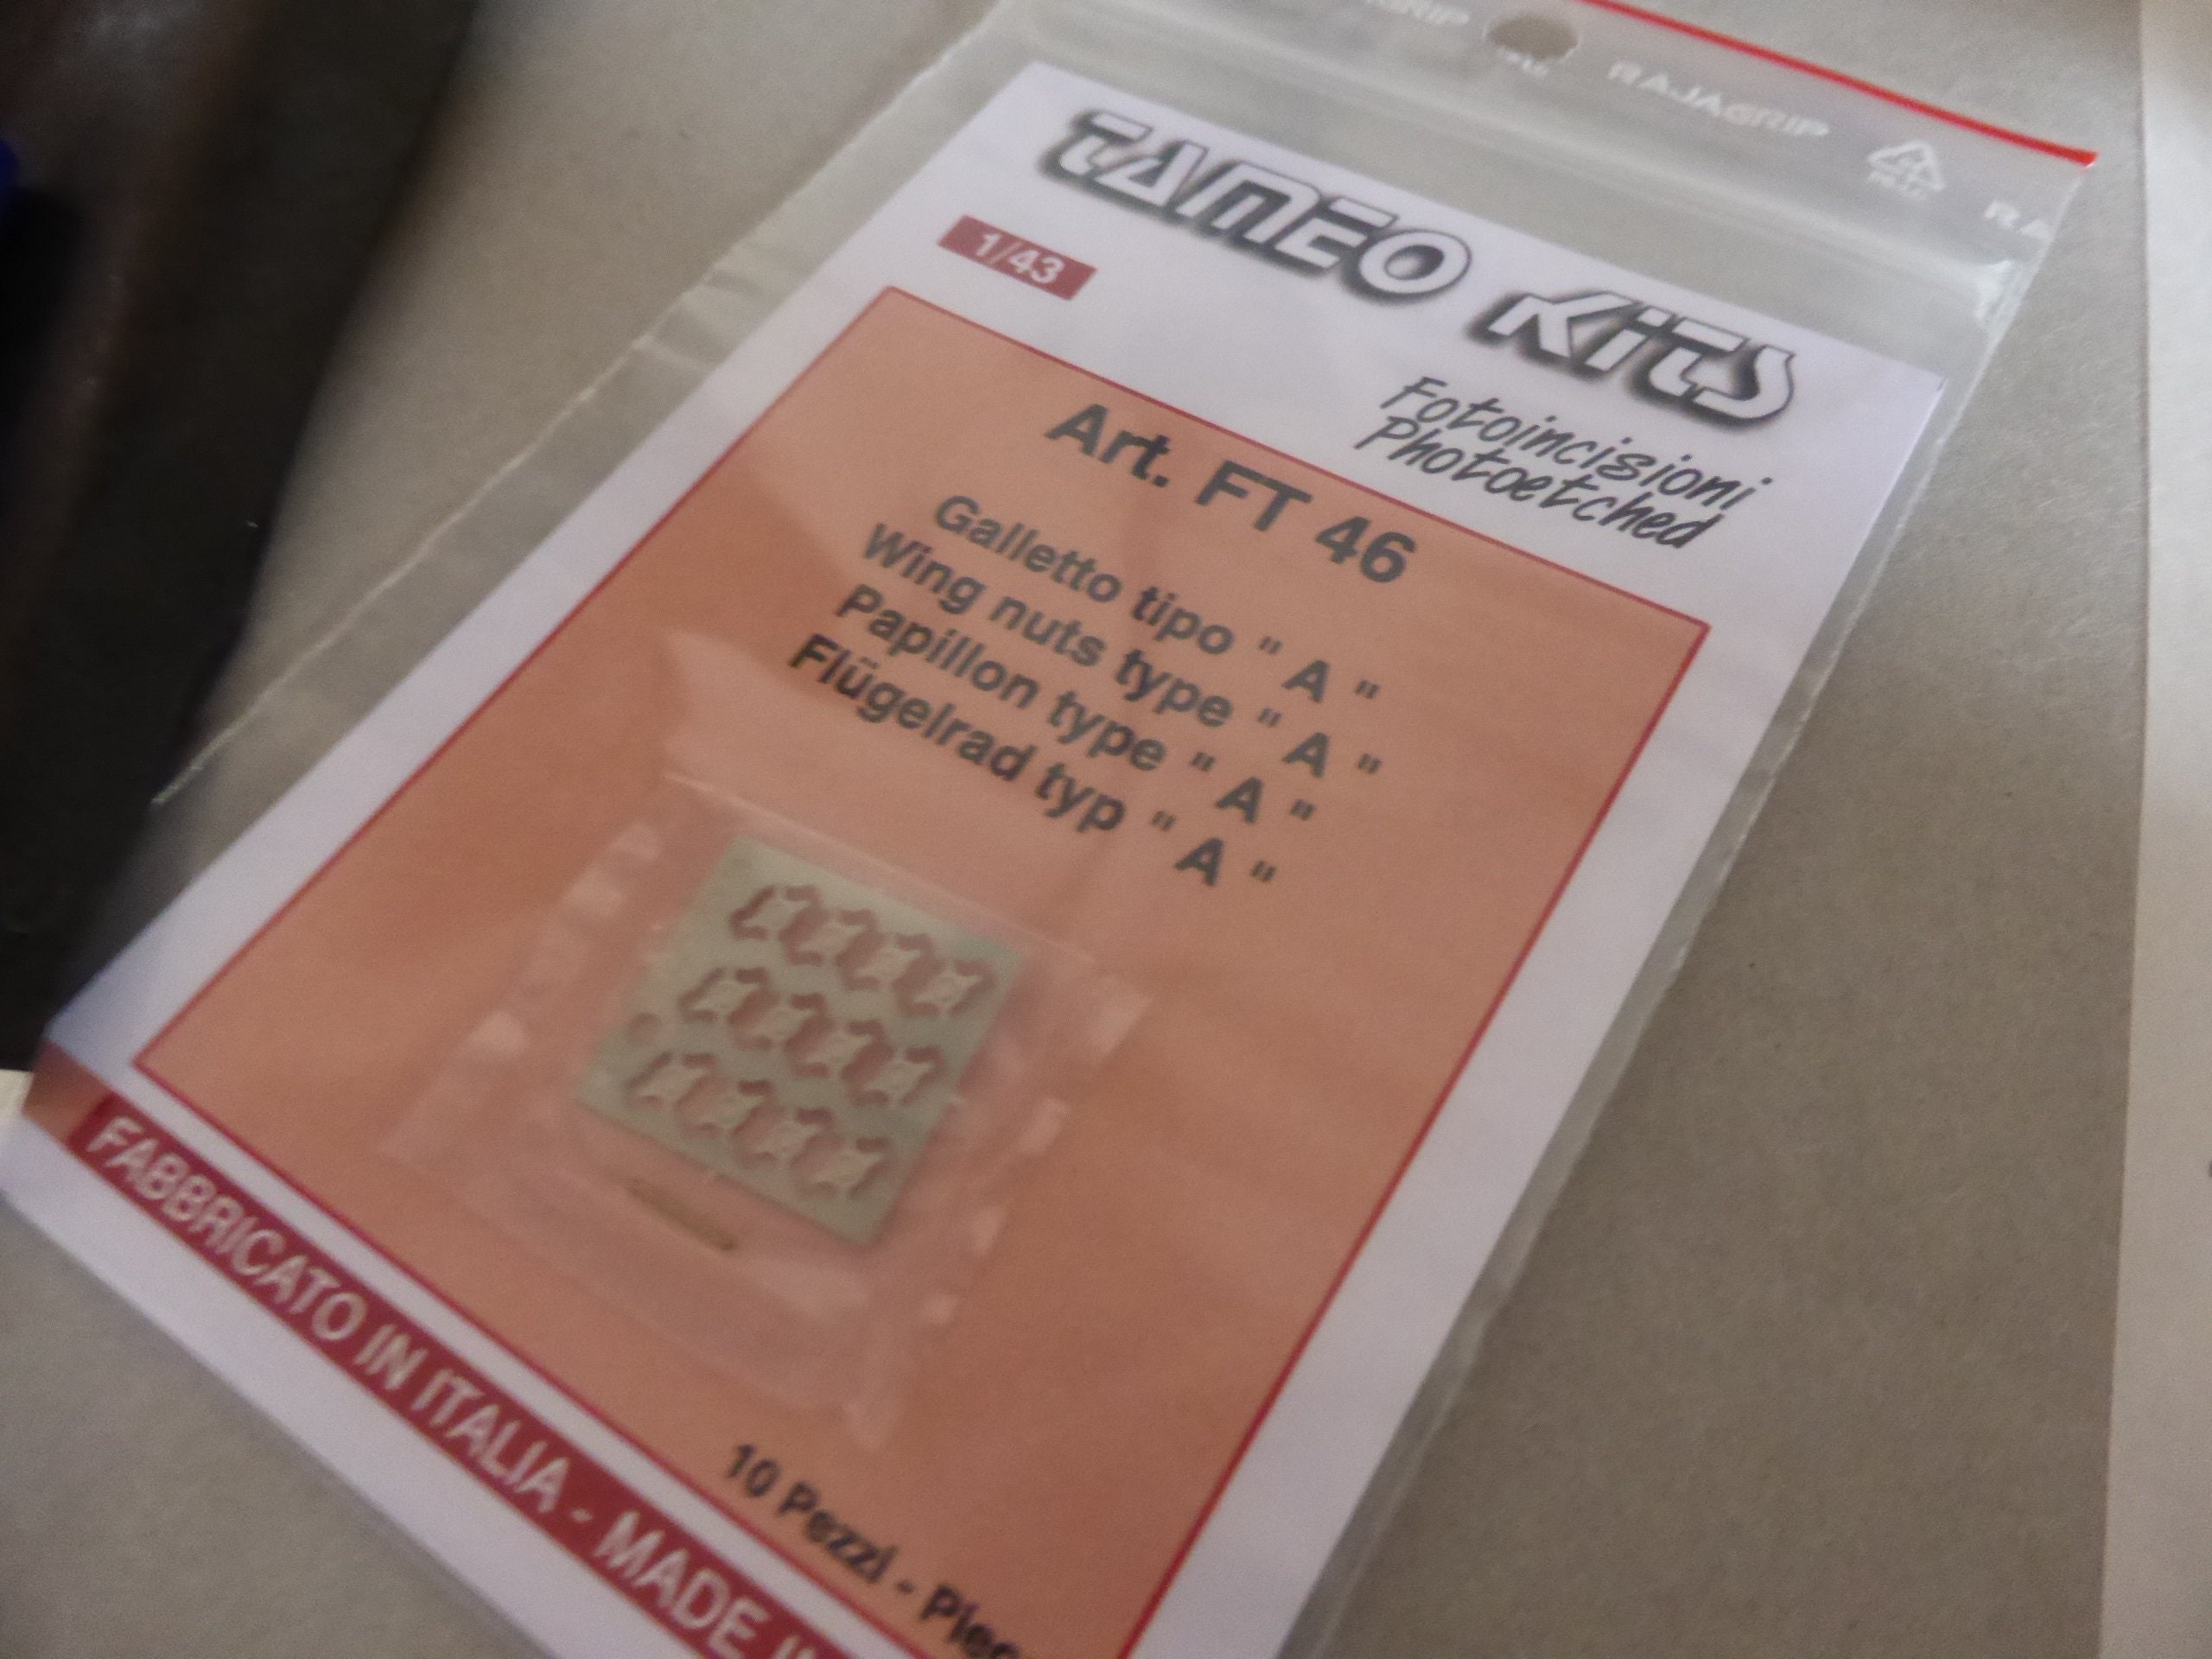 RAJAGRIP
TAMEO KITS
1/43
Fotoincisioni
Photoetched
Art. FT 46
Galletto tipo " A "
Wing nuts type " A "
Papillon type " A "
Flügelrad typ " A "
10 Pezzi -
FABBRICATO IN ITALIA - MADE